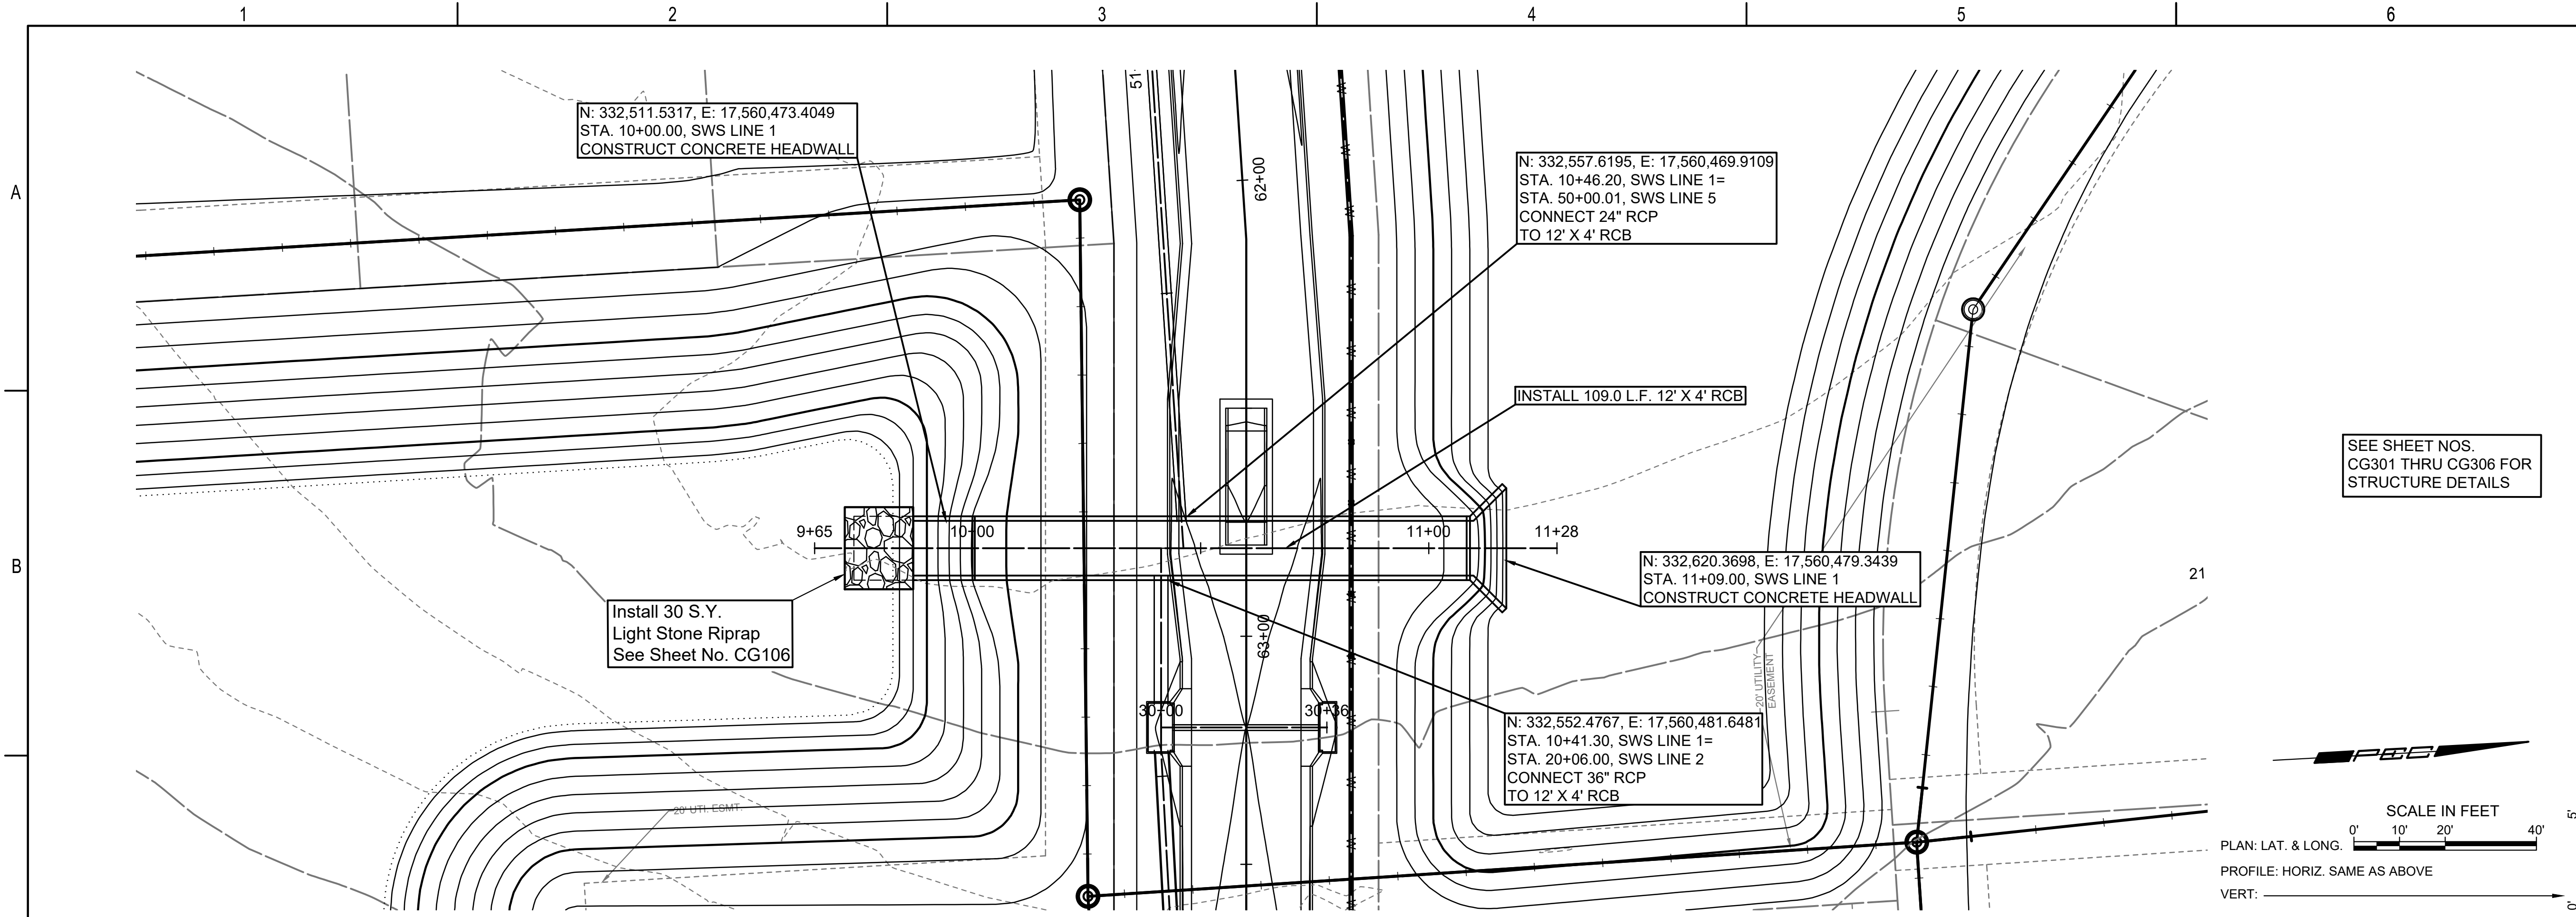 1
2
3
4
5
6
A
B
N: 332,511.5317, E: 17,560,473.4049
STA. 10+00.00, SWS LINE 1
CONSTRUCT CONCRETE HEADWALL
51
62+00
N: 332,557.6195, E: 17,560,469.9109
STA. 10+46.20, SWS LINE 1=
STA. 50+00.01, SWS LINE 5
CONNECT 24" RCP
TO 12' X 4' RCB
INSTALL 109.0 L.F. 12' X 4' RCB
SEE SHEET NOS.
CG301 THRU CG306 FOR
STRUCTURE DETAILS
9+65
10+00
11+00
11+28
N: 332,620.3698, E: 17,560,479.3439
STA. 11+09.00, SWS LINE 1
CONSTRUCT CONCRETE HEADWALL
21
Install 30 S.Y.
Light Stone Riprap
See Sheet No. CG106
63+00
20' UTILITY
EASEMENT
30+00
30+36
N: 332,552.4767, E: 17,560,481.6481
STA. 10+41.30, SWS LINE 1=
STA. 20+06.00, SWS LINE 2
CONNECT 36" RCP
TO 12' X 4' RCB
20' UTI. ESMT.
PEC
SCALE IN FEET
0' 10' 20' 40'
PLAN: LAT. & LONG.
PROFILE: HORIZ. SAME AS ABOVE
VERT:
5'
0'
W W W W W W W W W W W W W